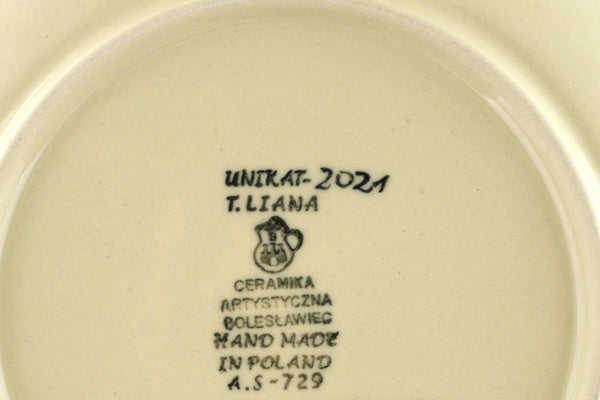 UNIKAT-2021
T. LIANA
CERAMIKA
ARTYSTYCZNA
BOLESŁAWIEC
HAND MADE
IN POLAND
A.S-729